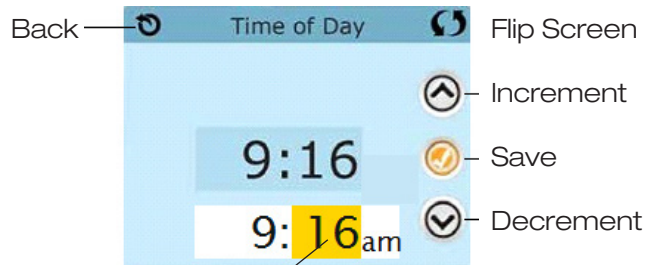 Back
Time of Day
Flip Screen
Increment
9:16
Save
9:16am
Decrement